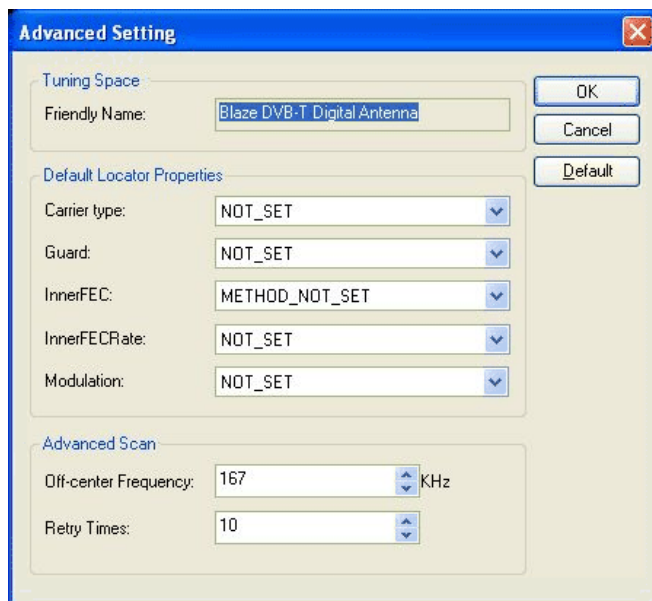 Advanced Setting
Tuning Space
Friendly Name: Blaze DVB-T Digital Antenna
OK
Cancel
Default
Default Locator Properties
Carrier type: NOT_SET
Guard: NOT_SET
InnerFEC: METHOD_NOT_SET
InnerFECRate: NOT_SET
Modulation: NOT_SET
Advanced Scan
Off-center Frequency: 167 KHz
Retry Times: 10